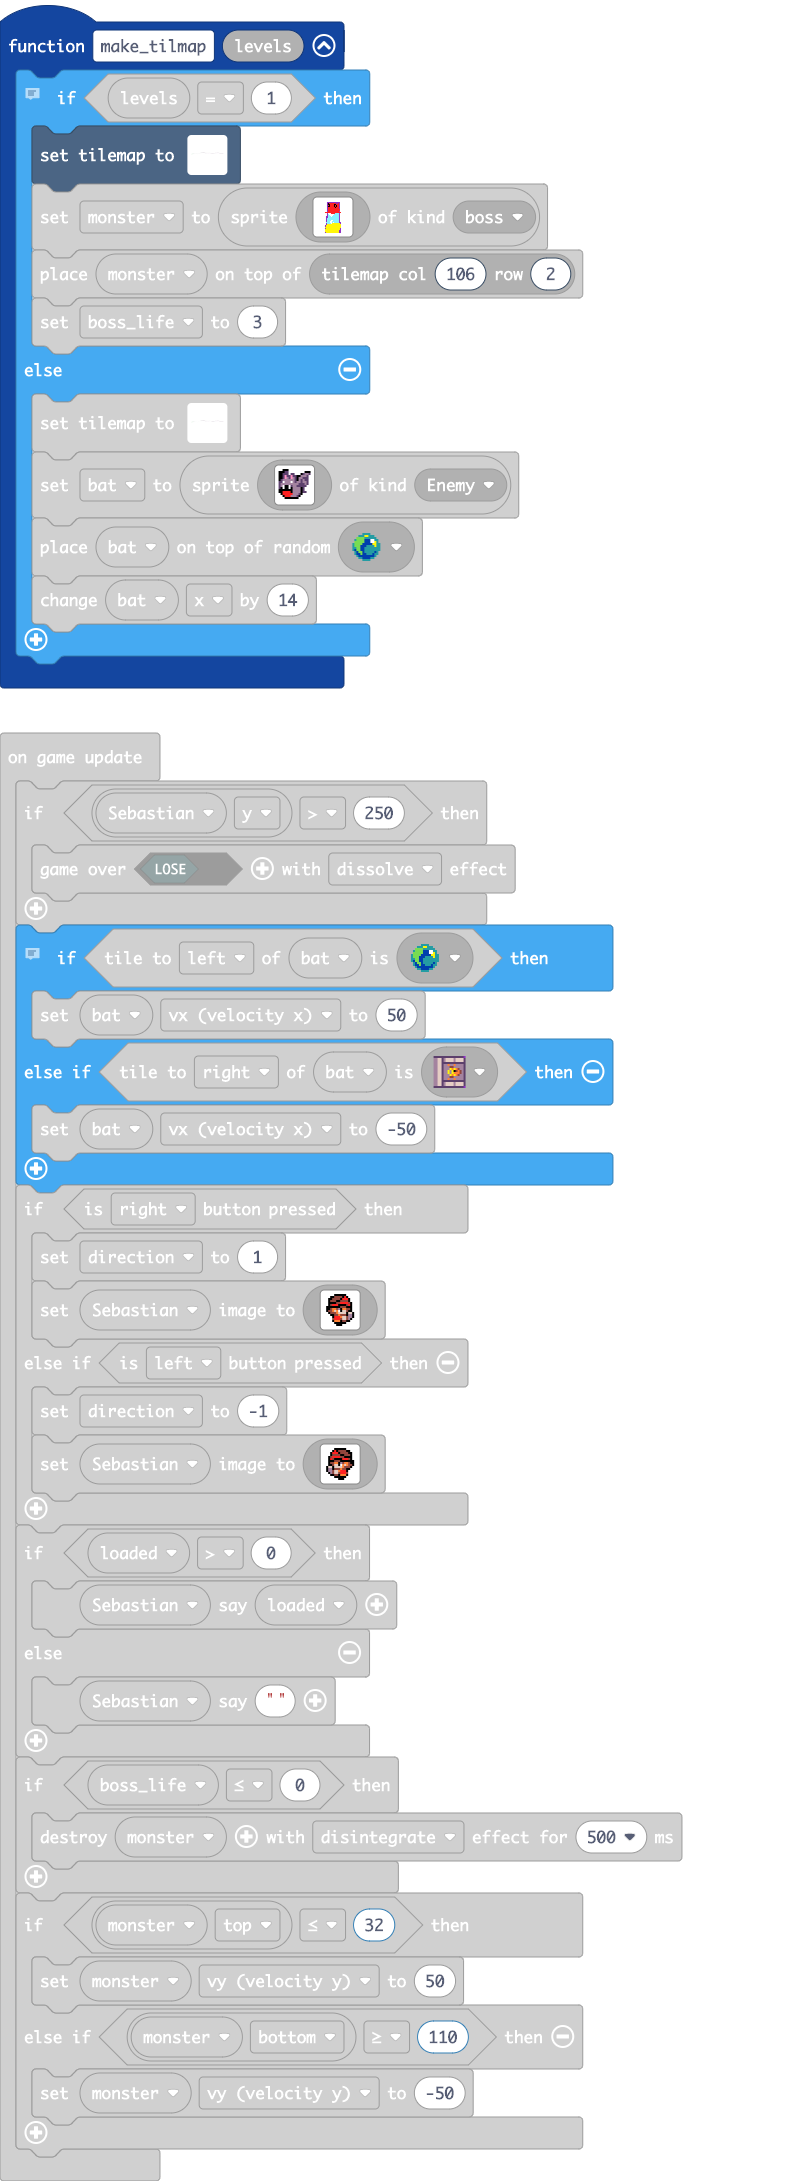 function make_tilmap levels
if levels = 1 then
set tilemap to
set monster to sprite of kind boss
place monster on top of tilemap col 106 row 2
set boss_life to 3
else
set tilemap to
set bat to sprite of kind Enemy
place bat on top of random
change bat x by 14
on game update
if Sebastian y > 250 then
game over LOSE with dissolve effect
if tile to left of bat is then
set bat vx (velocity x) to 50
else if tile to right of bat is then
set bat vx (velocity x) to -50
if is right button pressed then
set direction to 1
set Sebastian image to
else if is left button pressed then
set direction to -1
set Sebastian image to
if loaded > 0 then
Sebastian say loaded
else
Sebastian say " "
if boss_life ≤ 0 then
destroy monster with disintegrate effect for 500 ms
if monster top ≤ 32 then
set monster vy (velocity y) to 50
else if monster bottom ≥ 110 then
set monster vy (velocity y) to -50